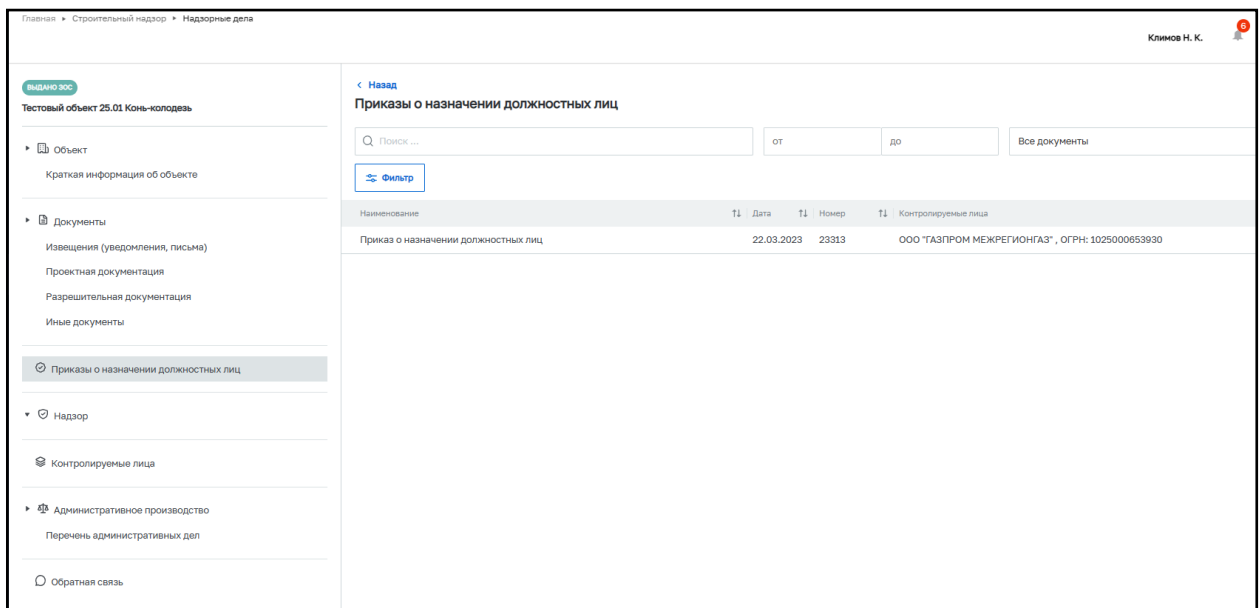 Главная ▸ Строительный надзор ▸ Надзорные дела
Климов Н. К.
6
ВЫДАНО ЗОС
Тестовый объект 25.01 Конь-колодезь
Объект
Краткая информация об объекте
Документы
Извещения (уведомления, письма)
Проектная документация
Разрешительная документация
Иные документы
Приказы о назначении должностных лиц
Надзор
Контролируемые лица
Административное производство
Перечень административных дел
Обратная связь
Назад
Приказы о назначении должностных лиц
Поиск ...
от до Все документы
Фильтр
Наименование Дата Номер Контролируемые лица
Приказ о назначении должностных лиц 22.03.2023 23313 ООО "ГАЗПРОМ МЕЖРЕГИОНГАЗ" , ОГРН: 1025000653930